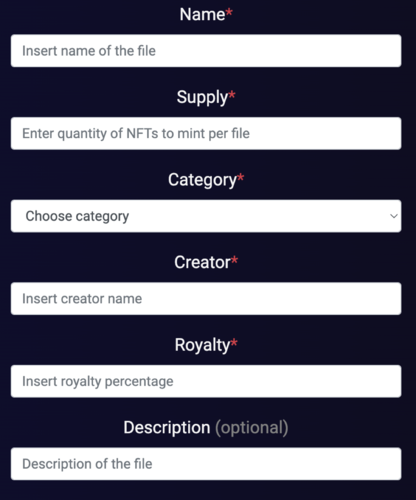 Name*
Insert name of the file
Supply*
Enter quantity of NFTs to mint per file
Category*
Choose category
Creator*
Insert creator name
Royalty*
Insert royalty percentage
Description (optional)
Description of the file